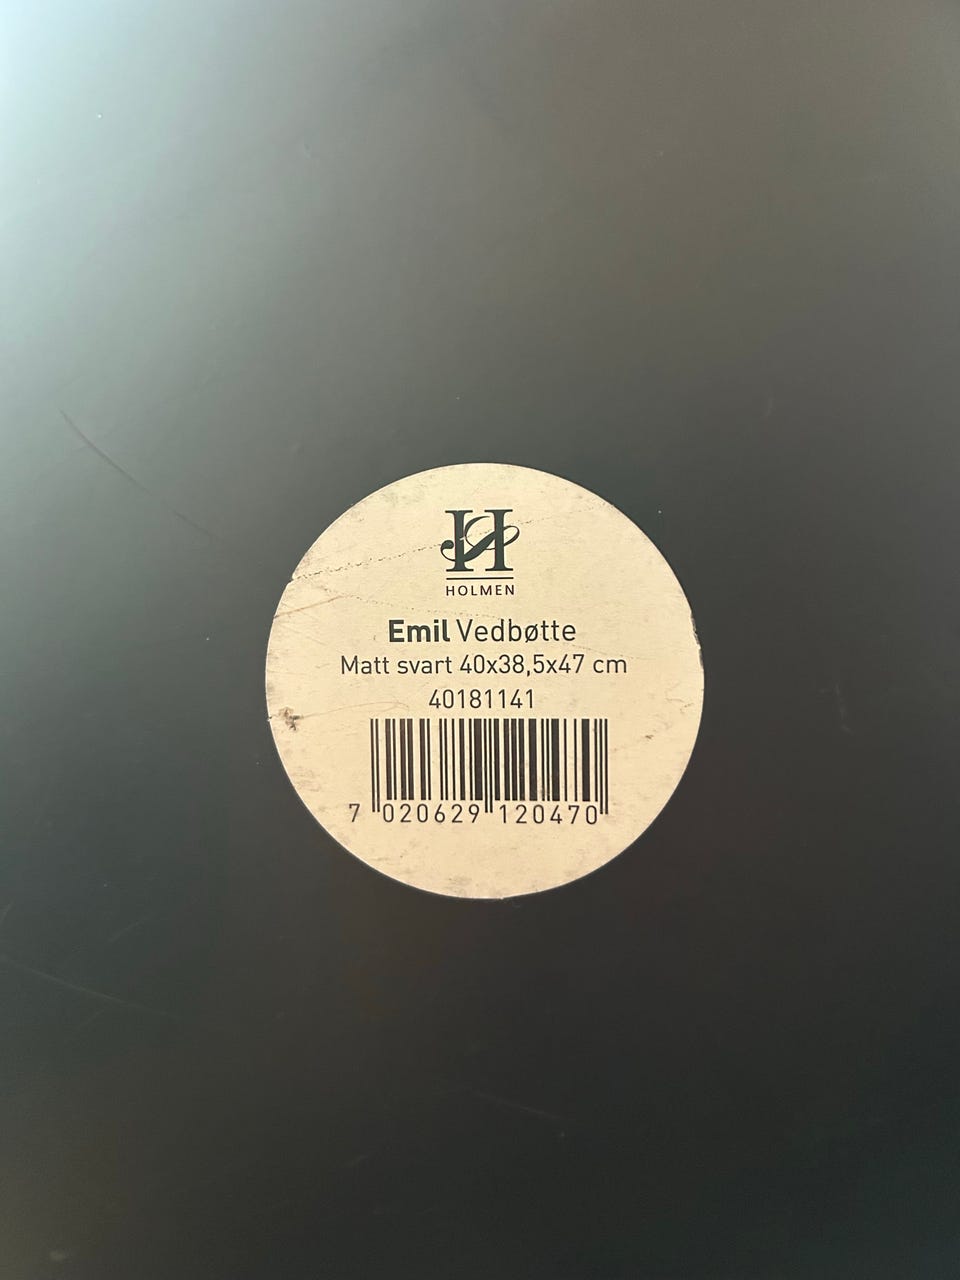 H
HOLMEN
Emil Vedbøtte
Matt svart 40x38,5x47 cm
40181141
7 020629 120470